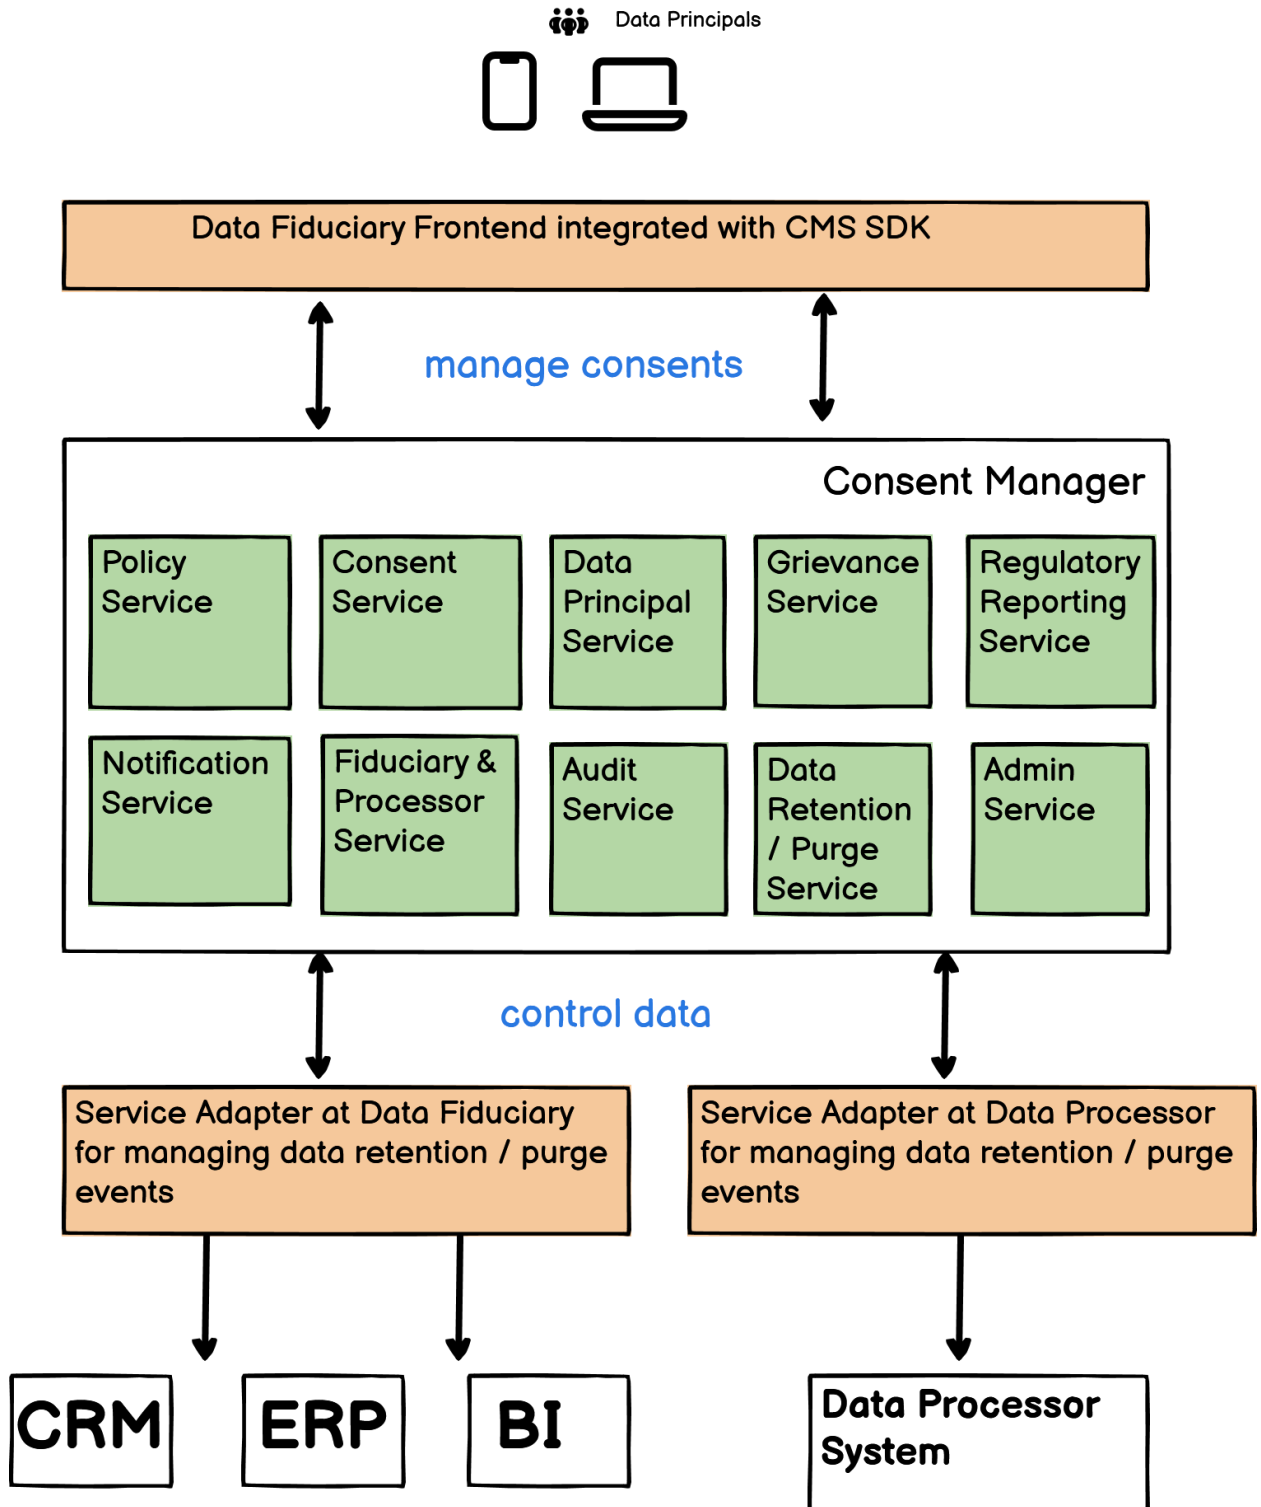 Data Principals
Data Fiduciary Frontend integrated with CMS SDK
manage consents
Consent Manager
Policy
Service
Consent
Service
Data
Principal
Service
Grievance
Service
Regulatory
Reporting
Service
Notification
Service
Fiduciary &
Processor
Service
Audit
Service
Data
Retention
/ Purge
Service
Admin
Service
control data
Service Adapter at Data Fiduciary
for managing data retention / purge
events
Service Adapter at Data Processor
for managing data retention / purge
events
CRM
ERP
BI
Data Processor
System